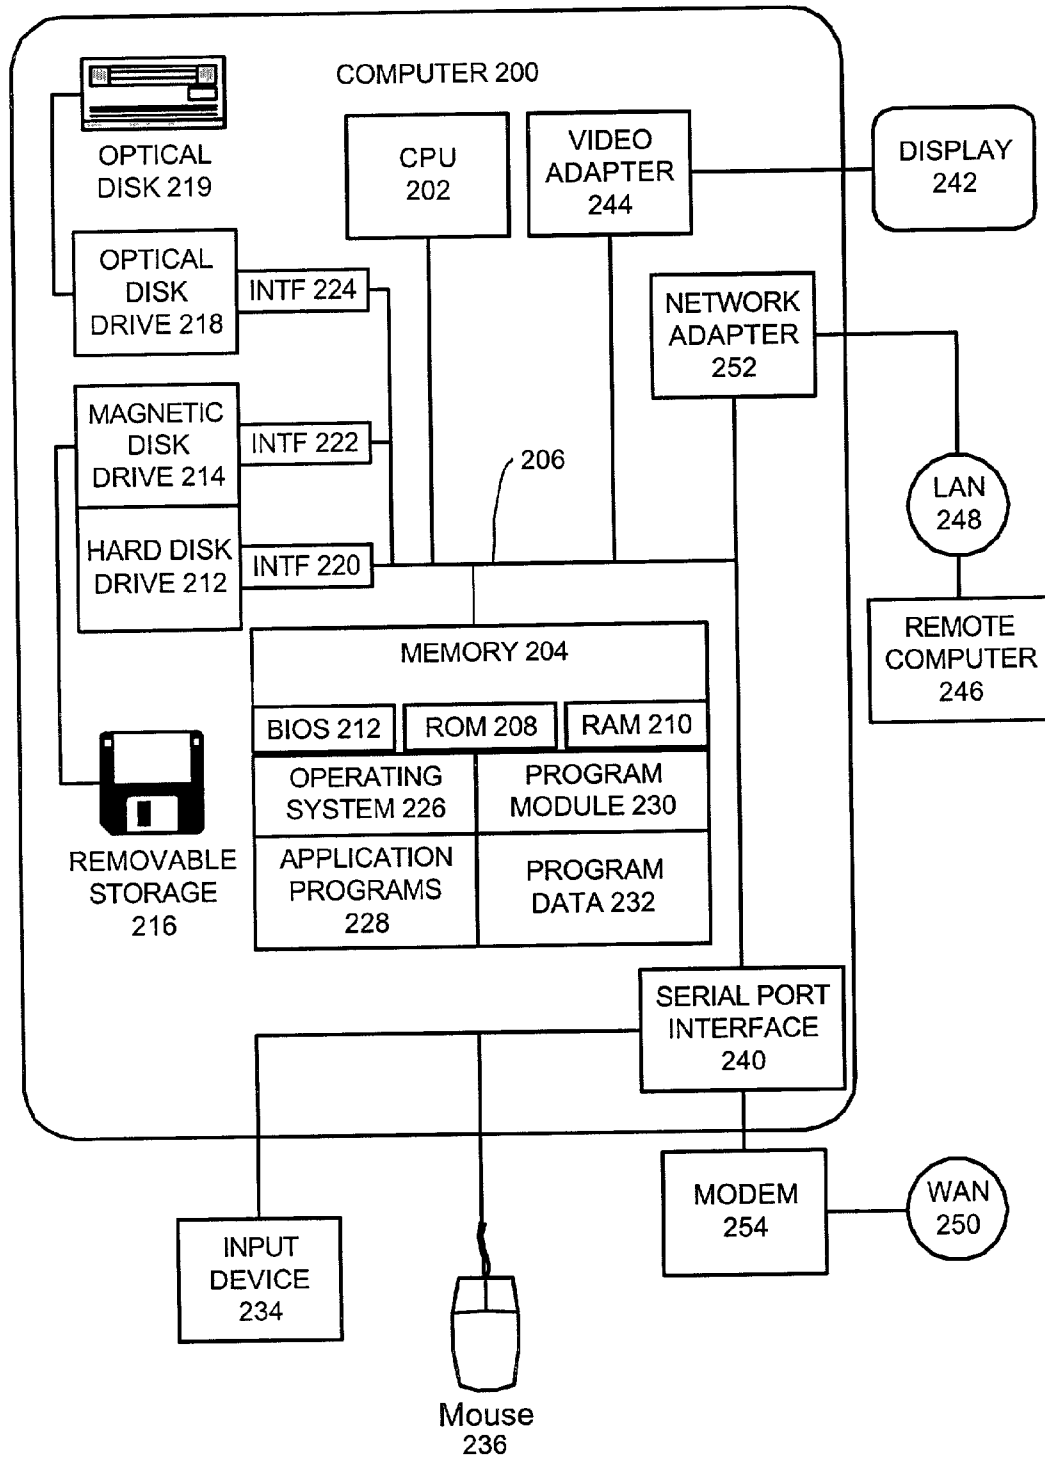 COMPUTER 200
OPTICAL
DISK 219
CPU
202
VIDEO
ADAPTER
244
DISPLAY
242
OPTICAL
DISK
DRIVE 218
INTF 224
NETWORK
ADAPTER
252
MAGNETIC
DISK
DRIVE 214
INTF 222
206
LAN
248
HARD DISK
DRIVE 212
INTF 220
REMOTE
COMPUTER
246
MEMORY 204
BIOS 212
ROM 208
RAM 210
OPERATING
SYSTEM 226
PROGRAM
MODULE 230
APPLICATION
PROGRAMS
228
PROGRAM
DATA 232
REMOVABLE
STORAGE
216
SERIAL PORT
INTERFACE
240
MODEM
254
WAN
250
INPUT
DEVICE
234
Mouse
236